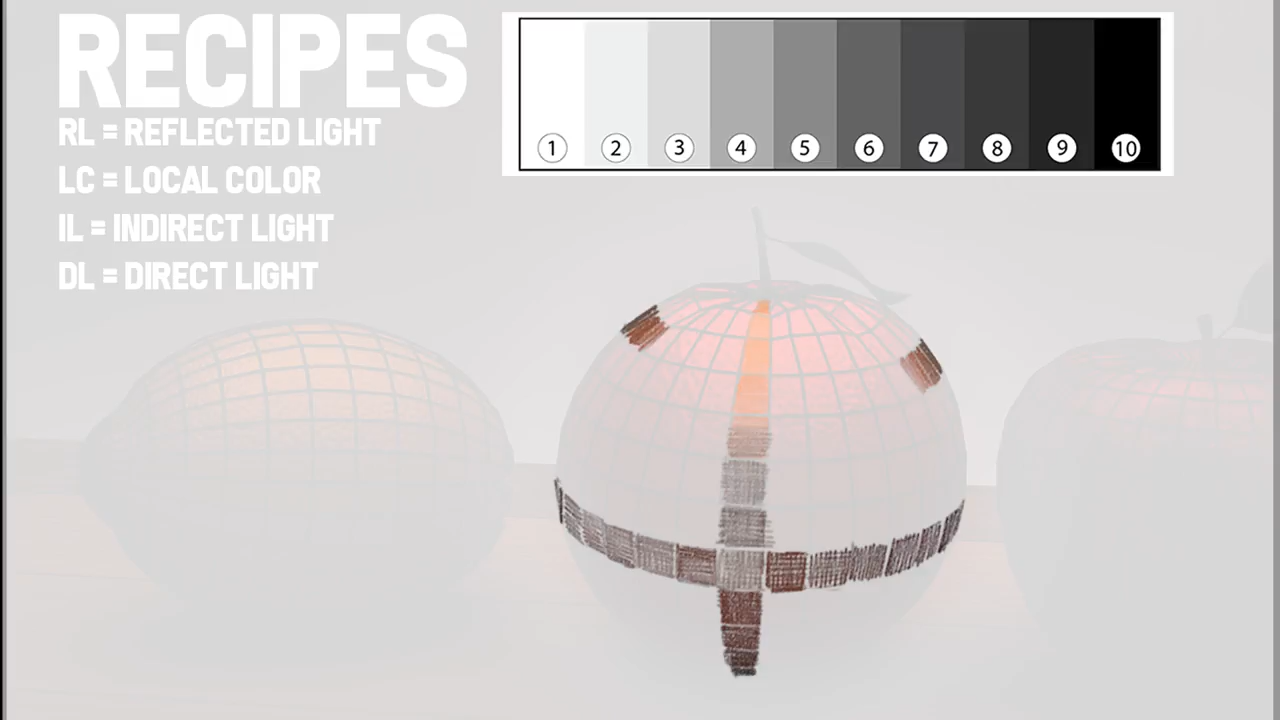 RECIPES
RL = REFLECTED LIGHT
LC = LOCAL COLOR
IL = INDIRECT LIGHT
DL = DIRECT LIGHT
1 2 3 4 5 6 7 8 9 10